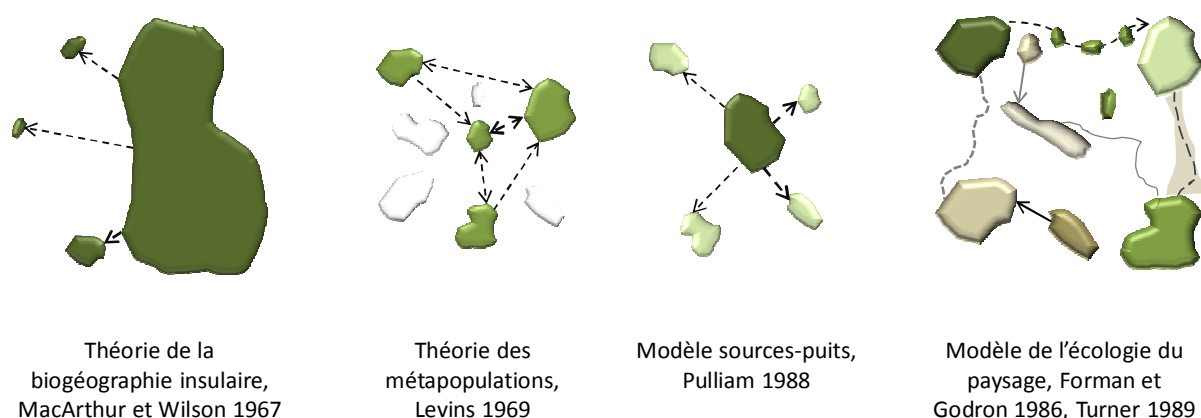 Théorie de la
biogéographie insulaire,
MacArthur et Wilson 1967
Théorie des
métapopulations,
Levins 1969
Modèle sources-puits,
Pulliam 1988
Modèle de l’écologie du
paysage, Forman et
Godron 1986, Turner 1989